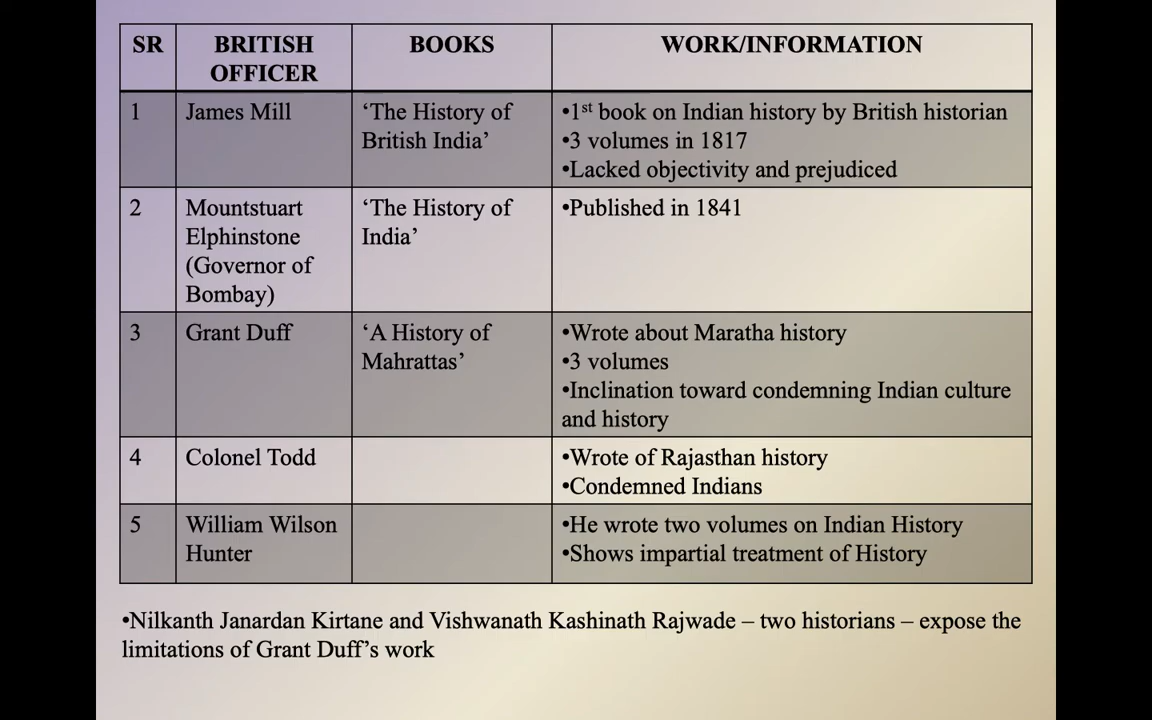 SR BRITISH OFFICER BOOKS WORK/INFORMATION
1 James Mill ‘The History of British India’
•1st book on Indian history by British historian
•3 volumes in 1817
•Lacked objectivity and prejudiced
2 Mountstuart Elphinstone (Governor of Bombay) ‘The History of India’
•Published in 1841
3 Grant Duff ‘A History of Mahrattas’
•Wrote about Maratha history
•3 volumes
•Inclination toward condemning Indian culture
and history
4 Colonel Todd
•Wrote of Rajasthan history
•Condemned Indians
5 William Wilson Hunter
•He wrote two volumes on Indian History
•Shows impartial treatment of History
•Nilkanth Janardan Kirtane and Vishwanath Kashinath Rajwade – two historians – expose the
limitations of Grant Duff’s work